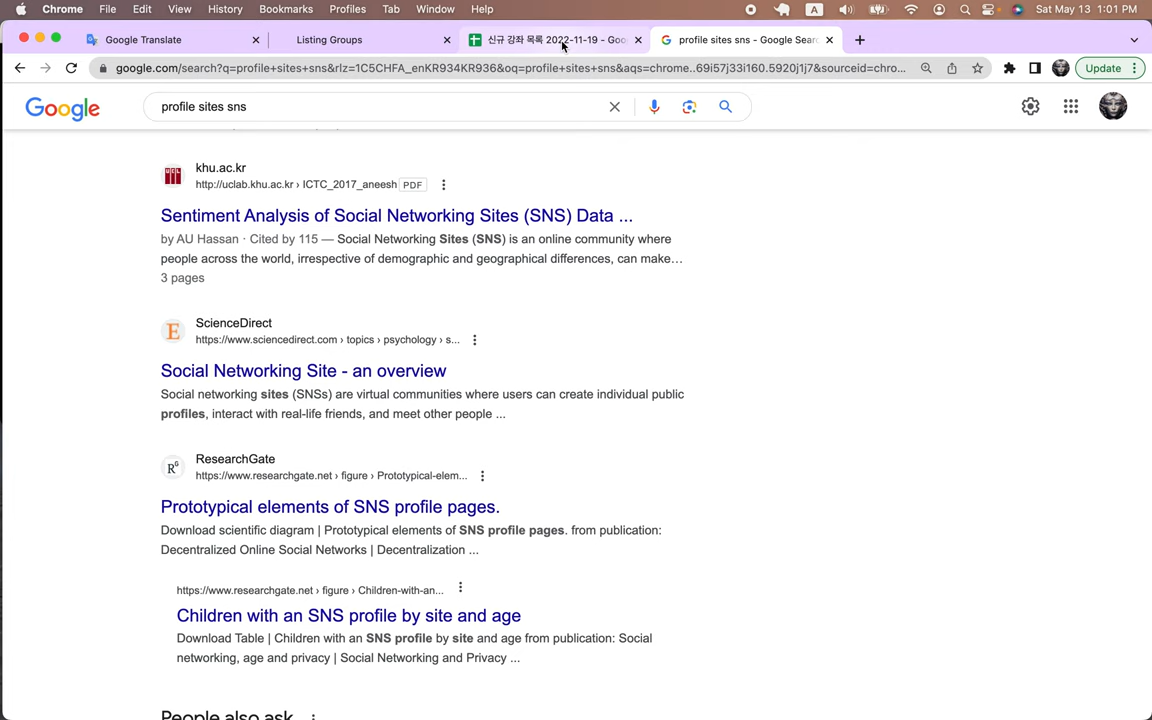 Chrome File Edit View History Bookmarks Profiles Tab Window Help A Sat May 13 1:01 PM
Google Translate Listing Groups 신규 강좌 목록 2022-11-19 - Goo profile sites sns - Google Sear
google.com/search?q=profile+sites+sns&rlz=1C5CHFA_enKR934KR936&oq=profile+sites+sns&aqs=chrome..69i57j33i160.5920j1j7&sourceid=chro... Update
Google profile sites sns
khu.ac.kr
http://uclab.khu.ac.kr › ICTC_2017_aneesh PDF
Sentiment Analysis of Social Networking Sites (SNS) Data ...
by AU Hassan · Cited by 115 — Social Networking Sites (SNS) is an online community where
people across the world, irrespective of demographic and geographical differences, can make...
3 pages
E ScienceDirect
https://www.sciencedirect.com › topics › psychology › s...
Social Networking Site - an overview
Social networking sites (SNSs) are virtual communities where users can create individual public
profiles, interact with real-life friends, and meet other people ...
RG ResearchGate
https://www.researchgate.net › figure › Prototypical-elem...
Prototypical elements of SNS profile pages.
Download scientific diagram | Prototypical elements of SNS profile pages. from publication:
Decentralized Online Social Networks | Decentralization ...
https://www.researchgate.net › figure › Children-with-an...
Children with an SNS profile by site and age
Download Table | Children with an SNS profile by site and age from publication: Social
networking, age and privacy | Social Networking and Privacy ...
People also ask